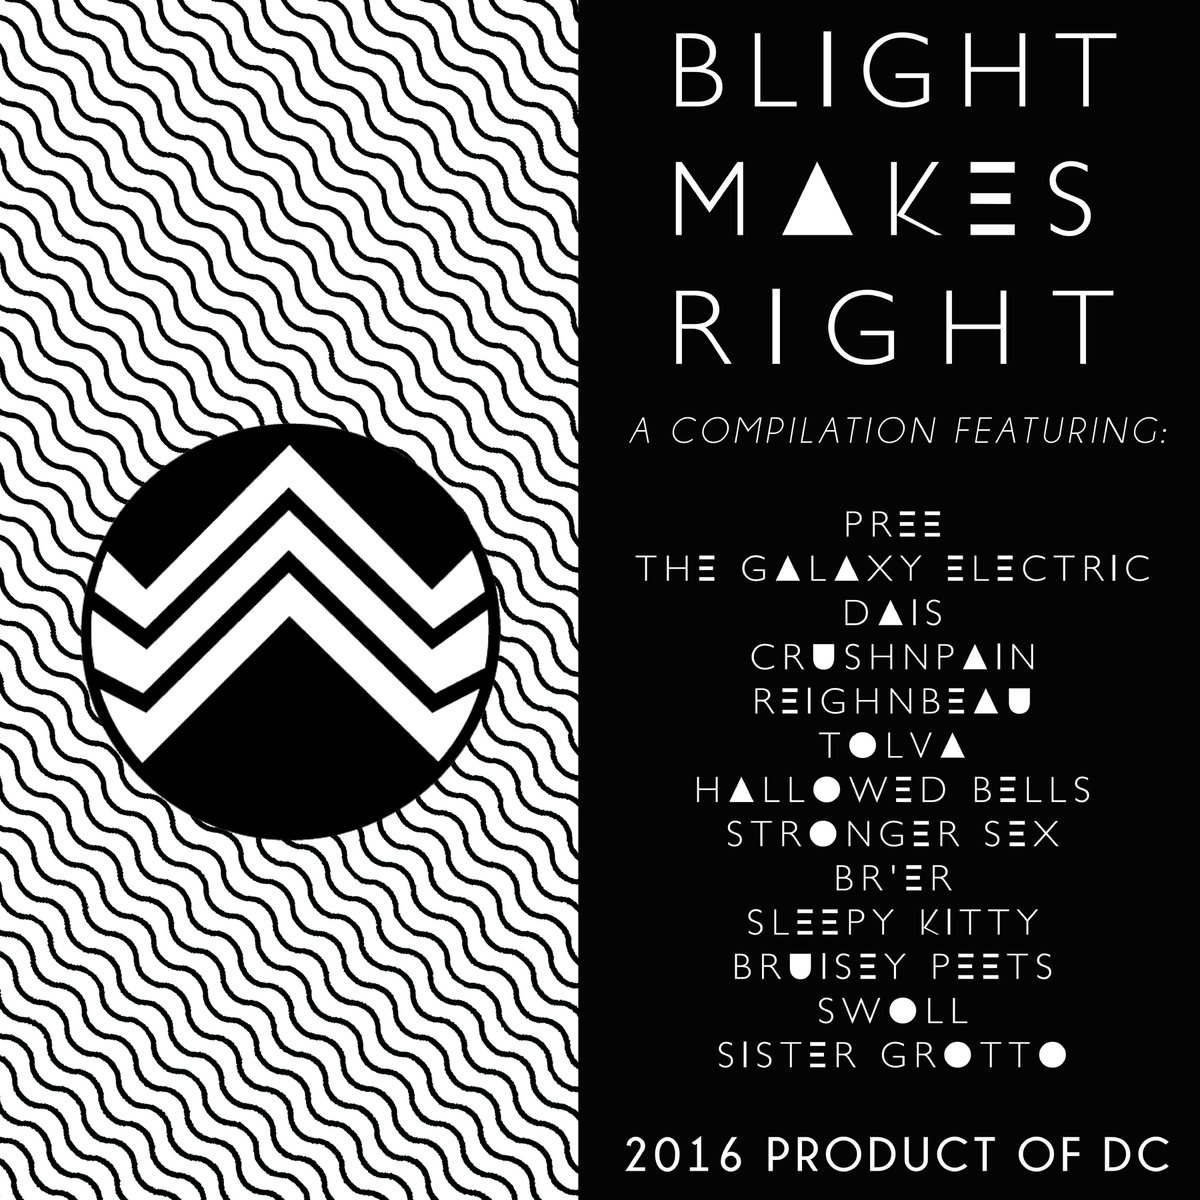 BLIGHT
MAKES
RIGHT
A COMPILATION FEATURING:
PREE
THE GALAXY ELECTRIC
DAIS
CRUSHNPAIN
REIGHNBEAU
TOLVA
HALLOWED BELLS
STRONGER SEX
BR'ER
SLEEPY KITTY
BRUISEY PEETS
SWOLL
SISTER GROTTO
2016 PRODUCT OF DC